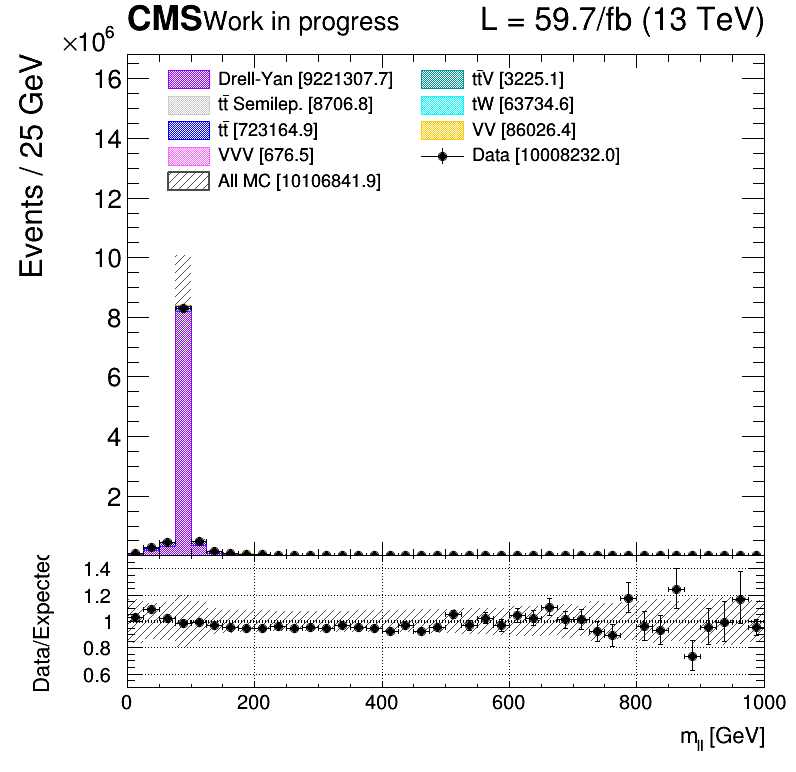 CMS Work in progress L = 59.7/fb (13 TeV)
×10⁶
Events / 25 GeV
Drell-Yan [9221307.7]
tt̄ Semilep. [8706.8]
tt̄ [723164.9]
VVV [676.5]
All MC [10106841.9]
tt̄V [3225.1]
tW [63734.6]
VV [86026.4]
Data [10008232.0]
16
14
12
10
8
6
4
2
Data/Expected
1.4
1.2
1
0.8
0.6
0 200 400 600 800 1000
m_ll [GeV]